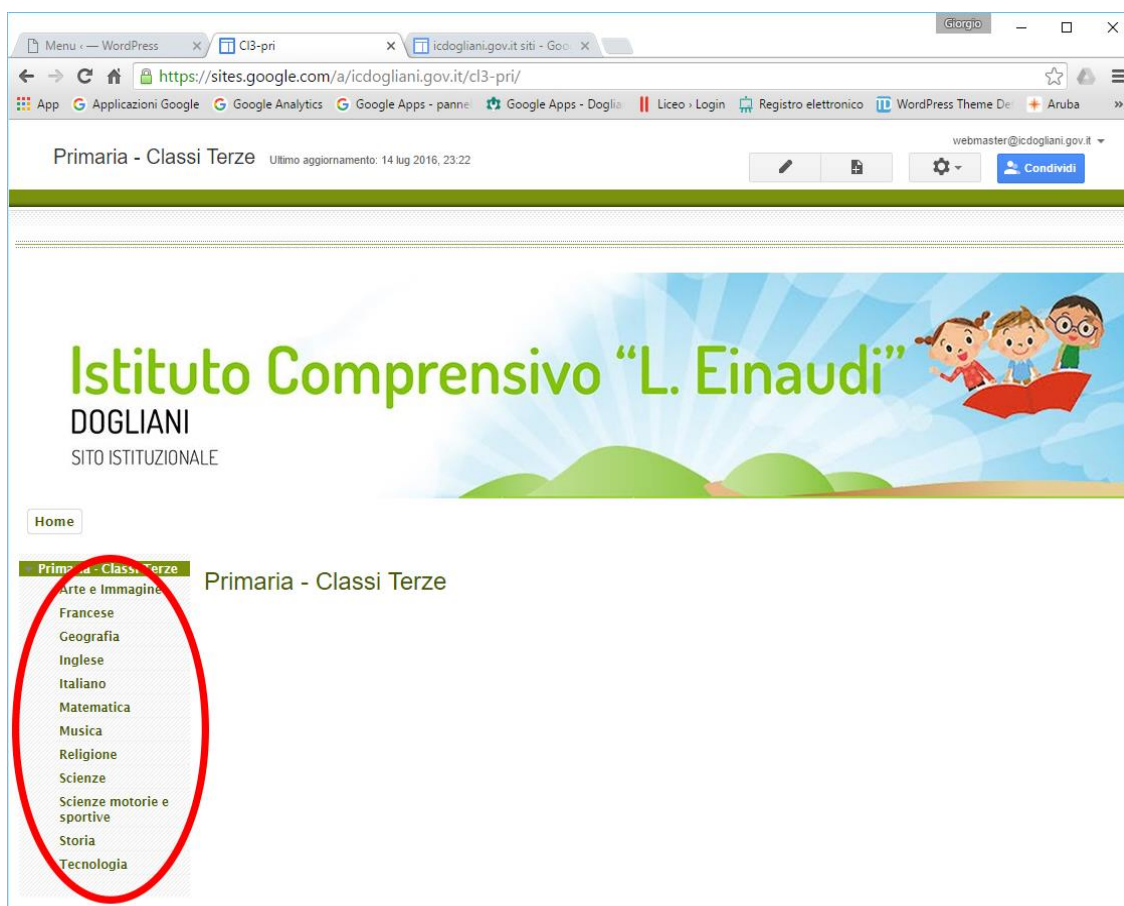 Giorgio
Menu ‹ — WordPress
Cl3-pri
icdogliani.gov.it siti - Goo
https://sites.google.com/a/icdogliani.gov.it/cl3-pri/
App Applicazioni Google Google Analytics Google Apps - panne Google Apps - Doglia Liceo › Login Registro elettronico WordPress Theme De Aruba »
webmaster@icdogliani.gov.it
Primaria - Classi Terze Ultimo aggiornamento: 14 lug 2016, 23:22
Condividi
Istituto Comprensivo “L. Einaudi”
DOGLIANI
SITO ISTITUZIONALE
Home
Primaria - Classi Terze
Primaria - Classi Terze
Arte e Immagine
Francese
Geografia
Inglese
Italiano
Matematica
Musica
Religione
Scienze
Scienze motorie e
sportive
Storia
Tecnologia